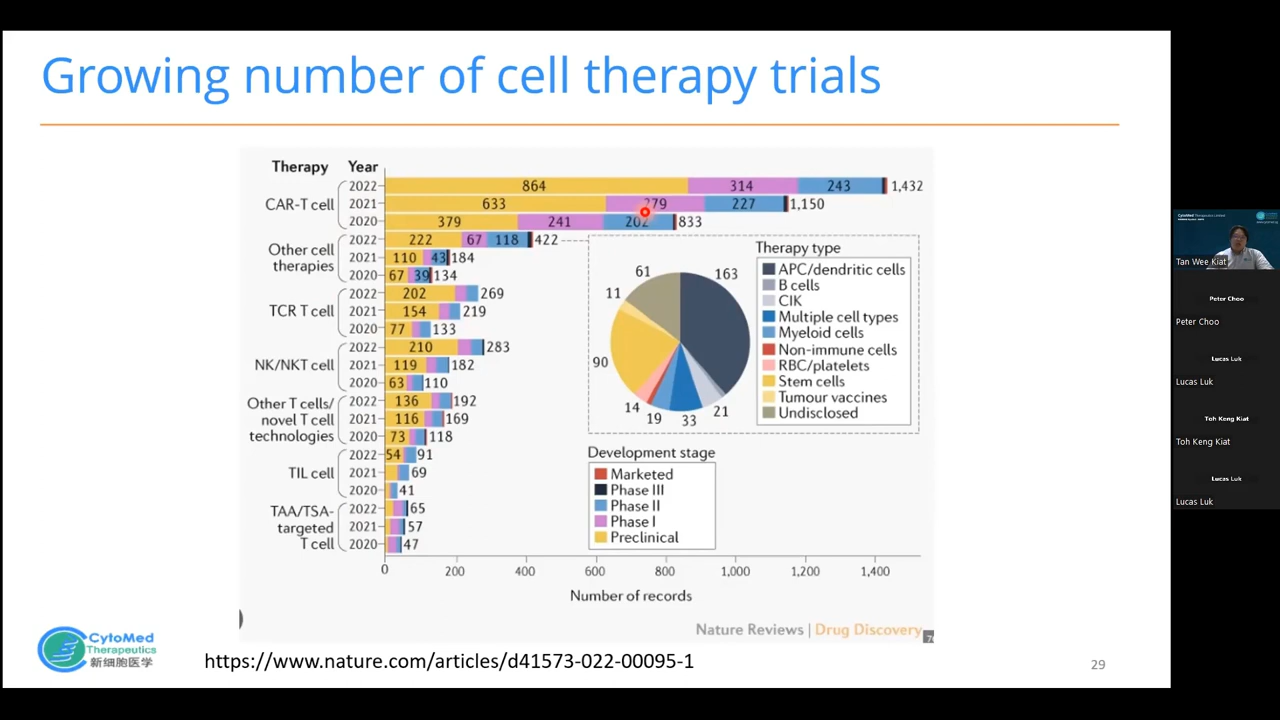 Growing number of cell therapy trials
Therapy Year
CAR-T cell
2022 864 314 243 1,432
2021 633 279 227 1,150
2020 379 241 202 833
Other cell
therapies
2022 222 67 118 422
2021 110 43 184
2020 67 39 134
TCR T cell
2022 202 269
2021 154 219
2020 77 133
NK/NKT cell
2022 210 283
2021 119 182
2020 63 110
Other T cells/
novel T cell
technologies
2022 136 192
2021 116 169
2020 73 118
TIL cell
2022 54 91
2021 69
2020 41
TAA/TSA-
targeted
T cell
2022 65
2021 57
2020 47
0 200 400 600 800 1,000 1,200 1,400
Number of records
61 163
11
90
14 19 33 21
Therapy type
APC/dendritic cells
B cells
CIK
Multiple cell types
Myeloid cells
Non-immune cells
RBC/platelets
Stem cells
Tumour vaccines
Undisclosed
Development stage
Marketed
Phase III
Phase II
Phase I
Preclinical
Nature Reviews | Drug Discovery
CytoMed
Therapeutics
新细胞医学
https://www.nature.com/articles/d41573-022-00095-1
29
Tan Wee Kiat
Peter Choo
Peter Choo
Lucas Luk
Lucas Luk
Toh Keng Kiat
Toh Keng Kiat
Lucas Luk
Lucas Luk